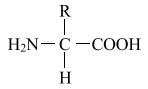 R
H₂N — C — COOH
H